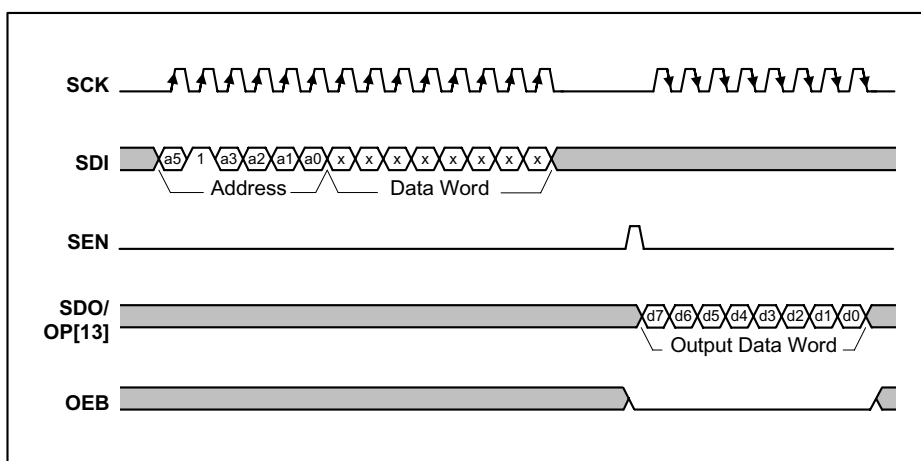 SCK
SDI
a5 1 a3 a2 a1 a0 x x x x x x x x
Address Data Word
SEN
SDO/
OP[13]
d7 d6 d5 d4 d3 d2 d1 d0
Output Data Word
OEB